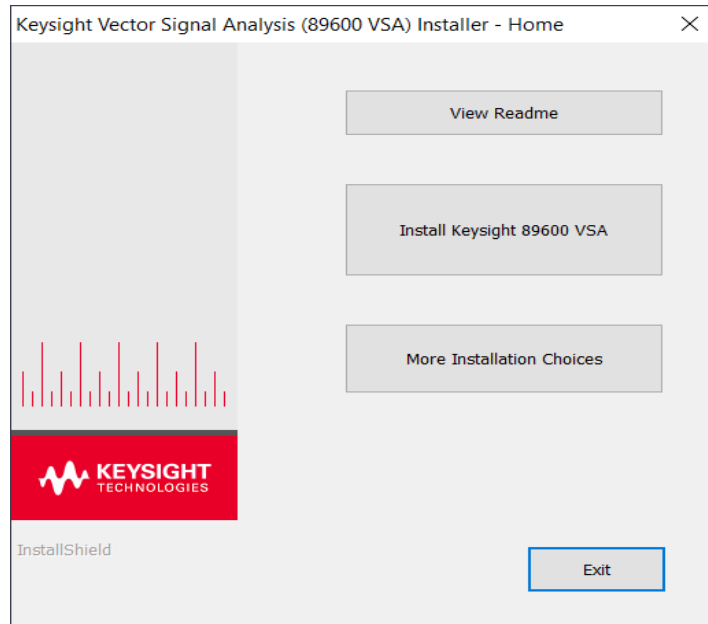 Keysight Vector Signal Analysis (89600 VSA) Installer - Home
View Readme
Install Keysight 89600 VSA
More Installation Choices
KEYSIGHT
TECHNOLOGIES
InstallShield
Exit